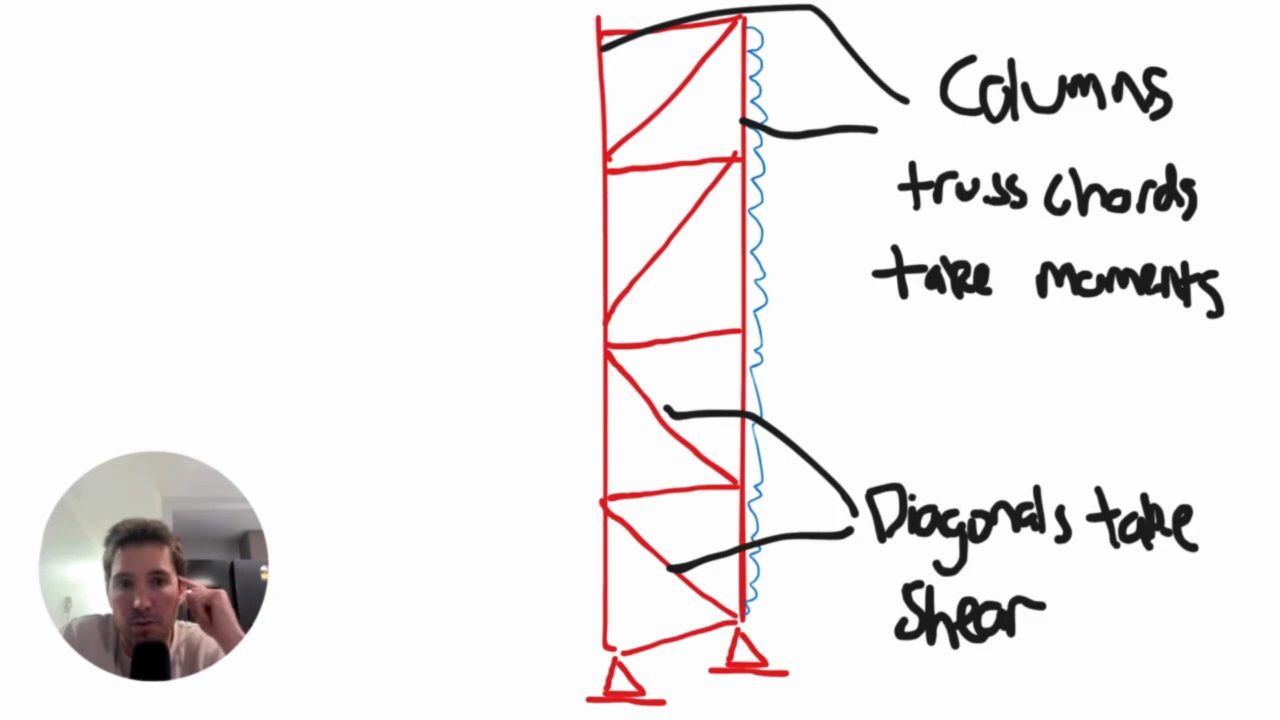 Columns
truss chords
take moments
Diagonals take
Shear